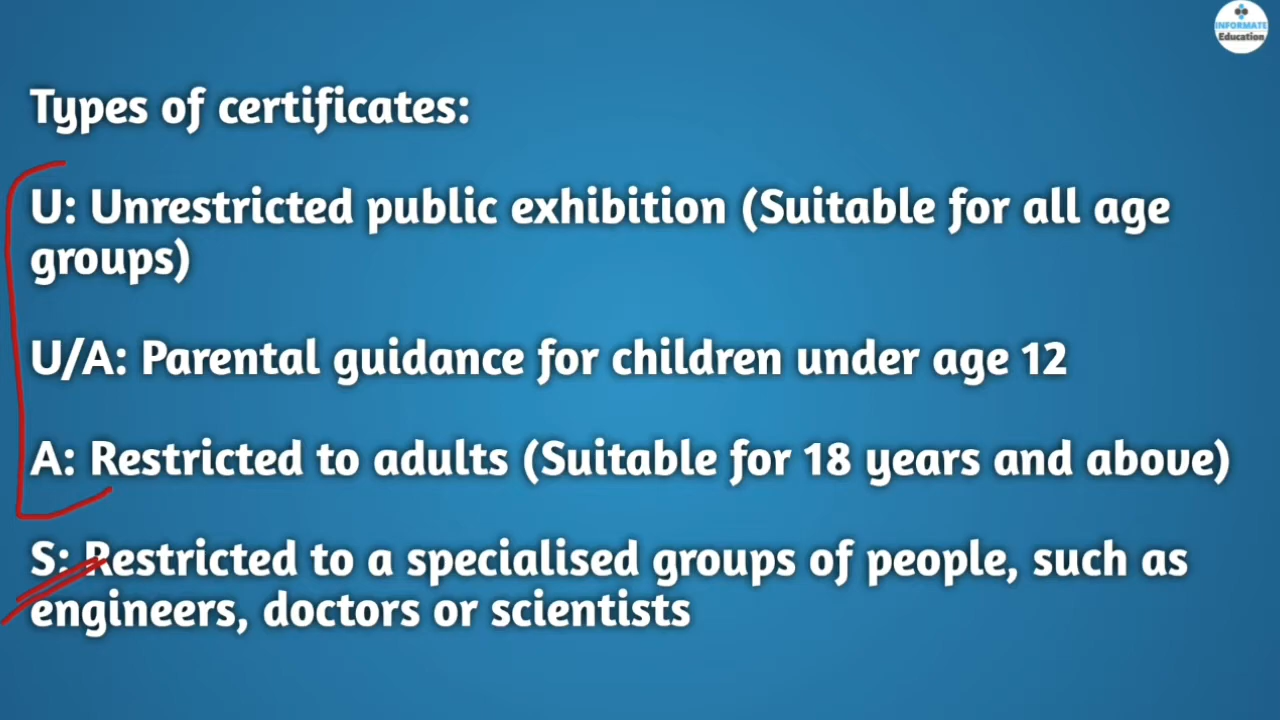 INFORMATE
Education
Types of certificates:
U: Unrestricted public exhibition (Suitable for all age
groups)
U/A: Parental guidance for children under age 12
A: Restricted to adults (Suitable for 18 years and above)
S: Restricted to a specialised groups of people, such as
engineers, doctors or scientists